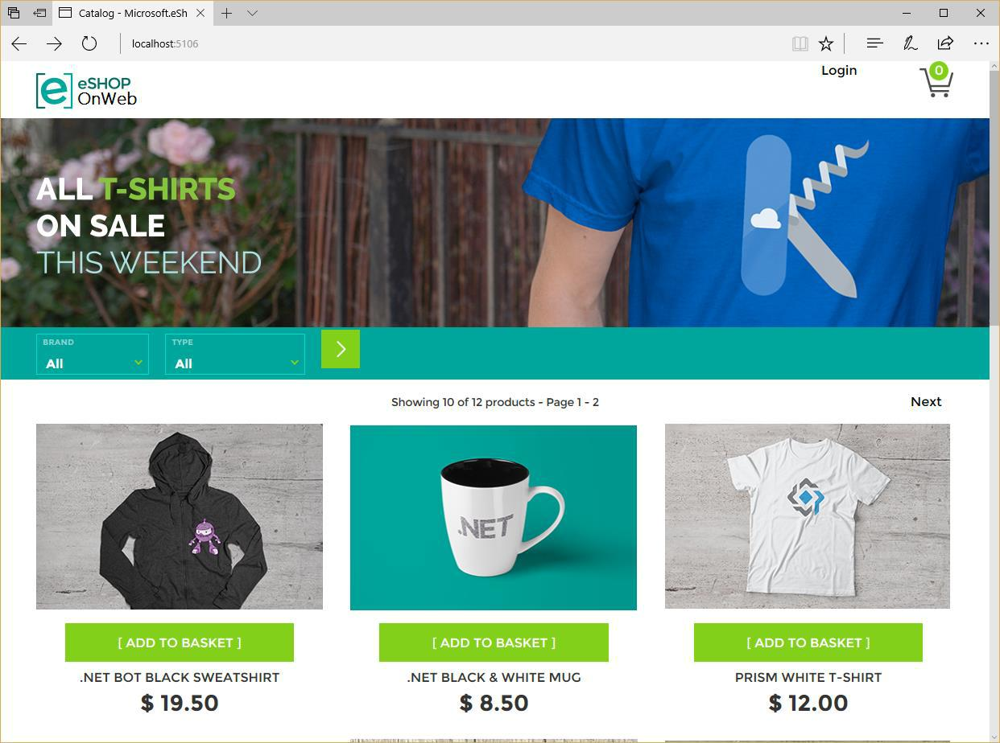 Catalog - Microsoft.eSh
localhost:5106
eSHOP
OnWeb
Login
0
ALL T-SHIRTS
ON SALE
THIS WEEKEND
BRAND
All
TYPE
All
Showing 10 of 12 products - Page 1 - 2
Next
.NET
[ ADD TO BASKET ]
[ ADD TO BASKET ]
[ ADD TO BASKET ]
.NET BOT BLACK SWEATSHIRT
.NET BLACK & WHITE MUG
PRISM WHITE T-SHIRT
$ 19.50
$ 8.50
$ 12.00